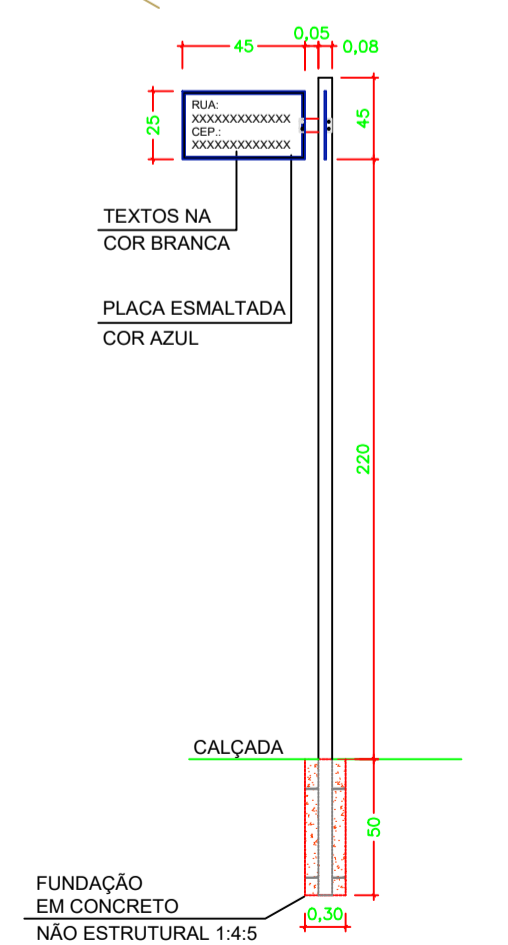 0,05
45
0,08
25
45
RUA:
XXXXXXXXXXXXX
CEP.:
XXXXXXXXXXXXX
TEXTOS NA
COR BRANCA
PLACA ESMALTADA
COR AZUL
220
CALÇADA
50
FUNDAÇÃO
EM CONCRETO
NÃO ESTRUTURAL 1:4:5
0,30